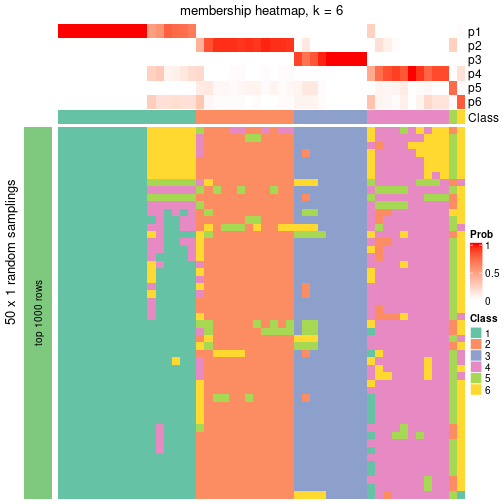 membership heatmap, k = 6
p1
p2
p3
p4
p5
p6
Class
50 x 1 random samplings
top 1000 rows
Prob
1
0.5
0
Class
1
2
3
4
5
6